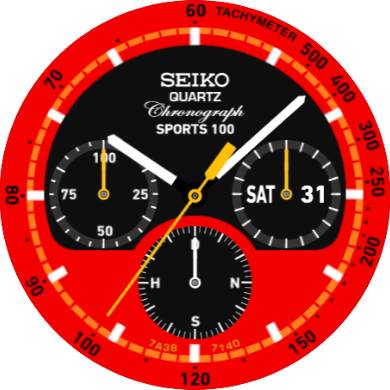 60 TACHYMETER 500 400 300 250 200 150 120 100 90 80 70
SEIKO
QUARTZ
Chronograph
SPORTS 100
100
75 25
50
SAT 31
D
H N
S
7A38 7140